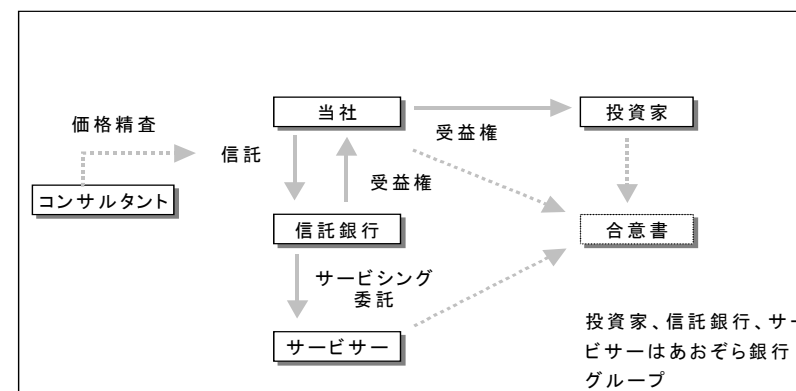 当社
投資家
価格精査
受益権
信託
受益権
コンサルタント
信託銀行
合意書
サービシング
委託
サービサー
投資家、信託銀行、サー
ビサーはあおぞら銀行
グループ